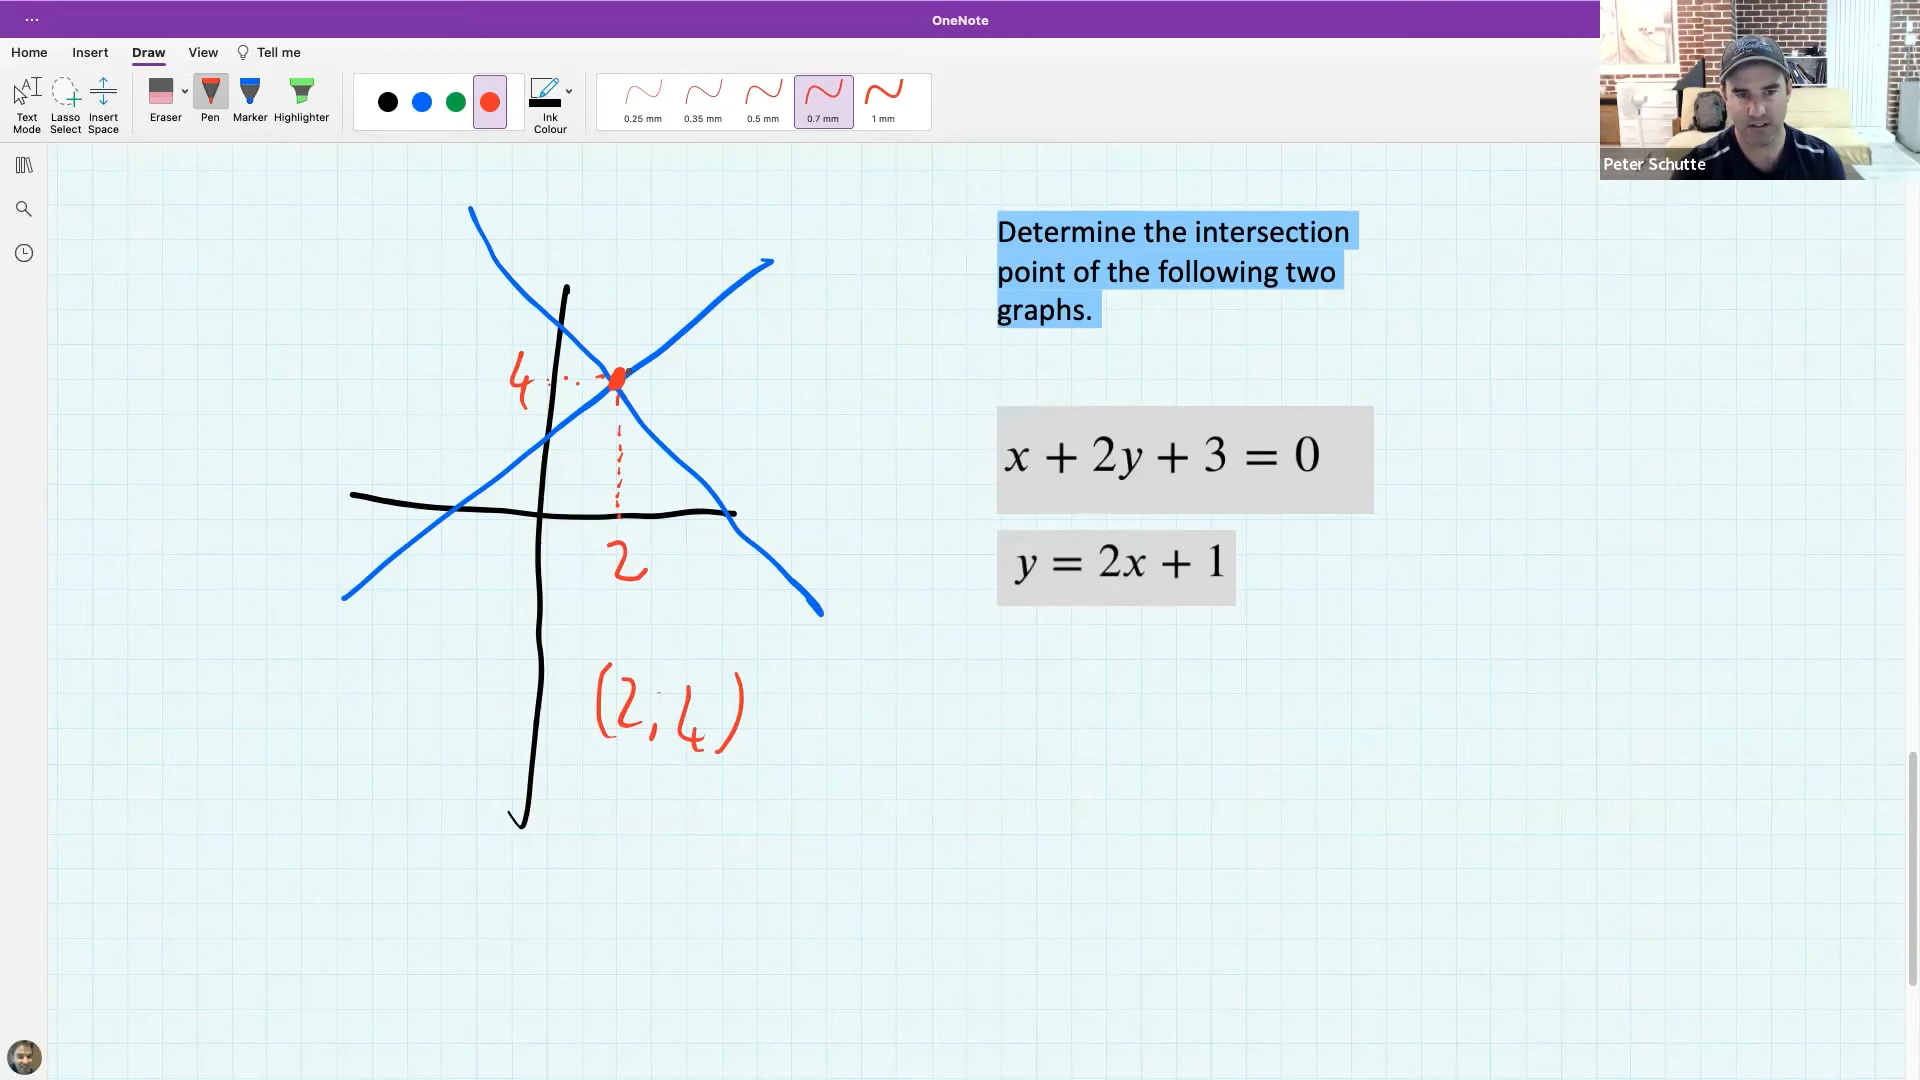 OneNote
Home Insert Draw View Tell me
Text Mode
Lasso Select
Insert Space
Eraser
Pen
Marker
Highlighter
Ink Colour
0.25 mm
0.35 mm
0.5 mm
0.7 mm
1 mm
Peter Schutte
4
2
(2, 4)
Determine the intersection
point of the following two
graphs.
x + 2y + 3 = 0
y = 2x + 1